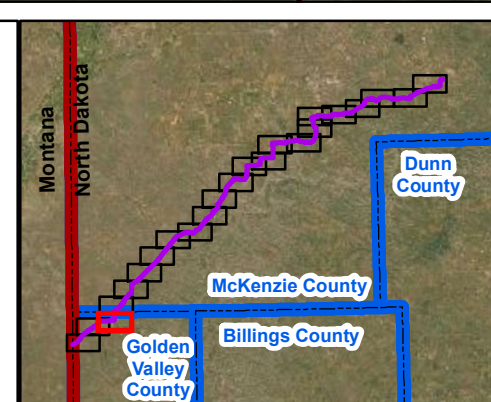 Montana
North Dakota
Dunn
County
McKenzie County
Billings County
Golden
Valley
County